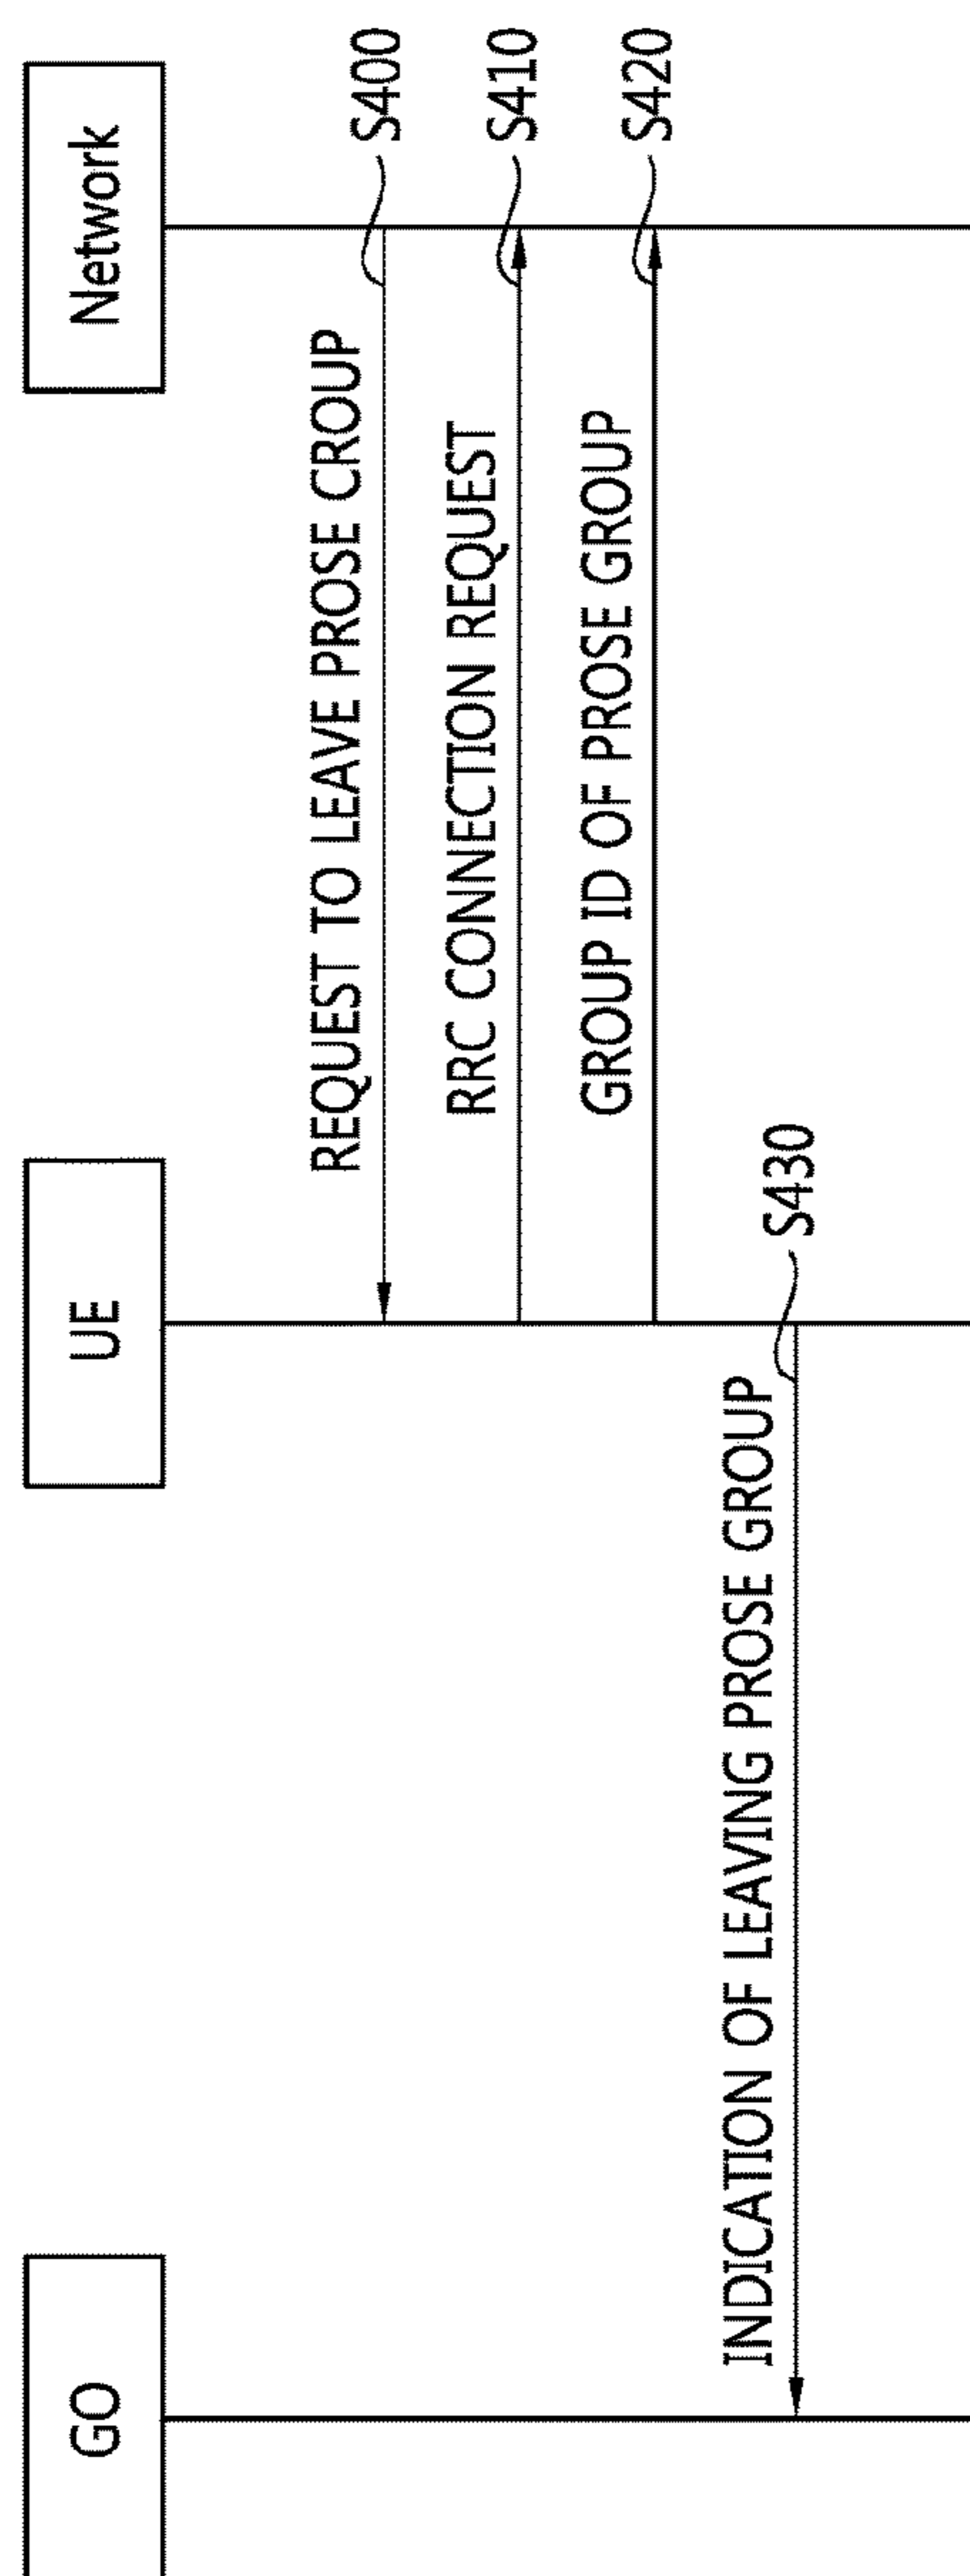 GO
UE
Network
REQUEST TO LEAVE PROSE CROUP
S400
RRC CONNECTION REQUEST
S410
GROUP ID OF PROSE GROUP
S420
INDICATION OF LEAVING PROSE GROUP
S430